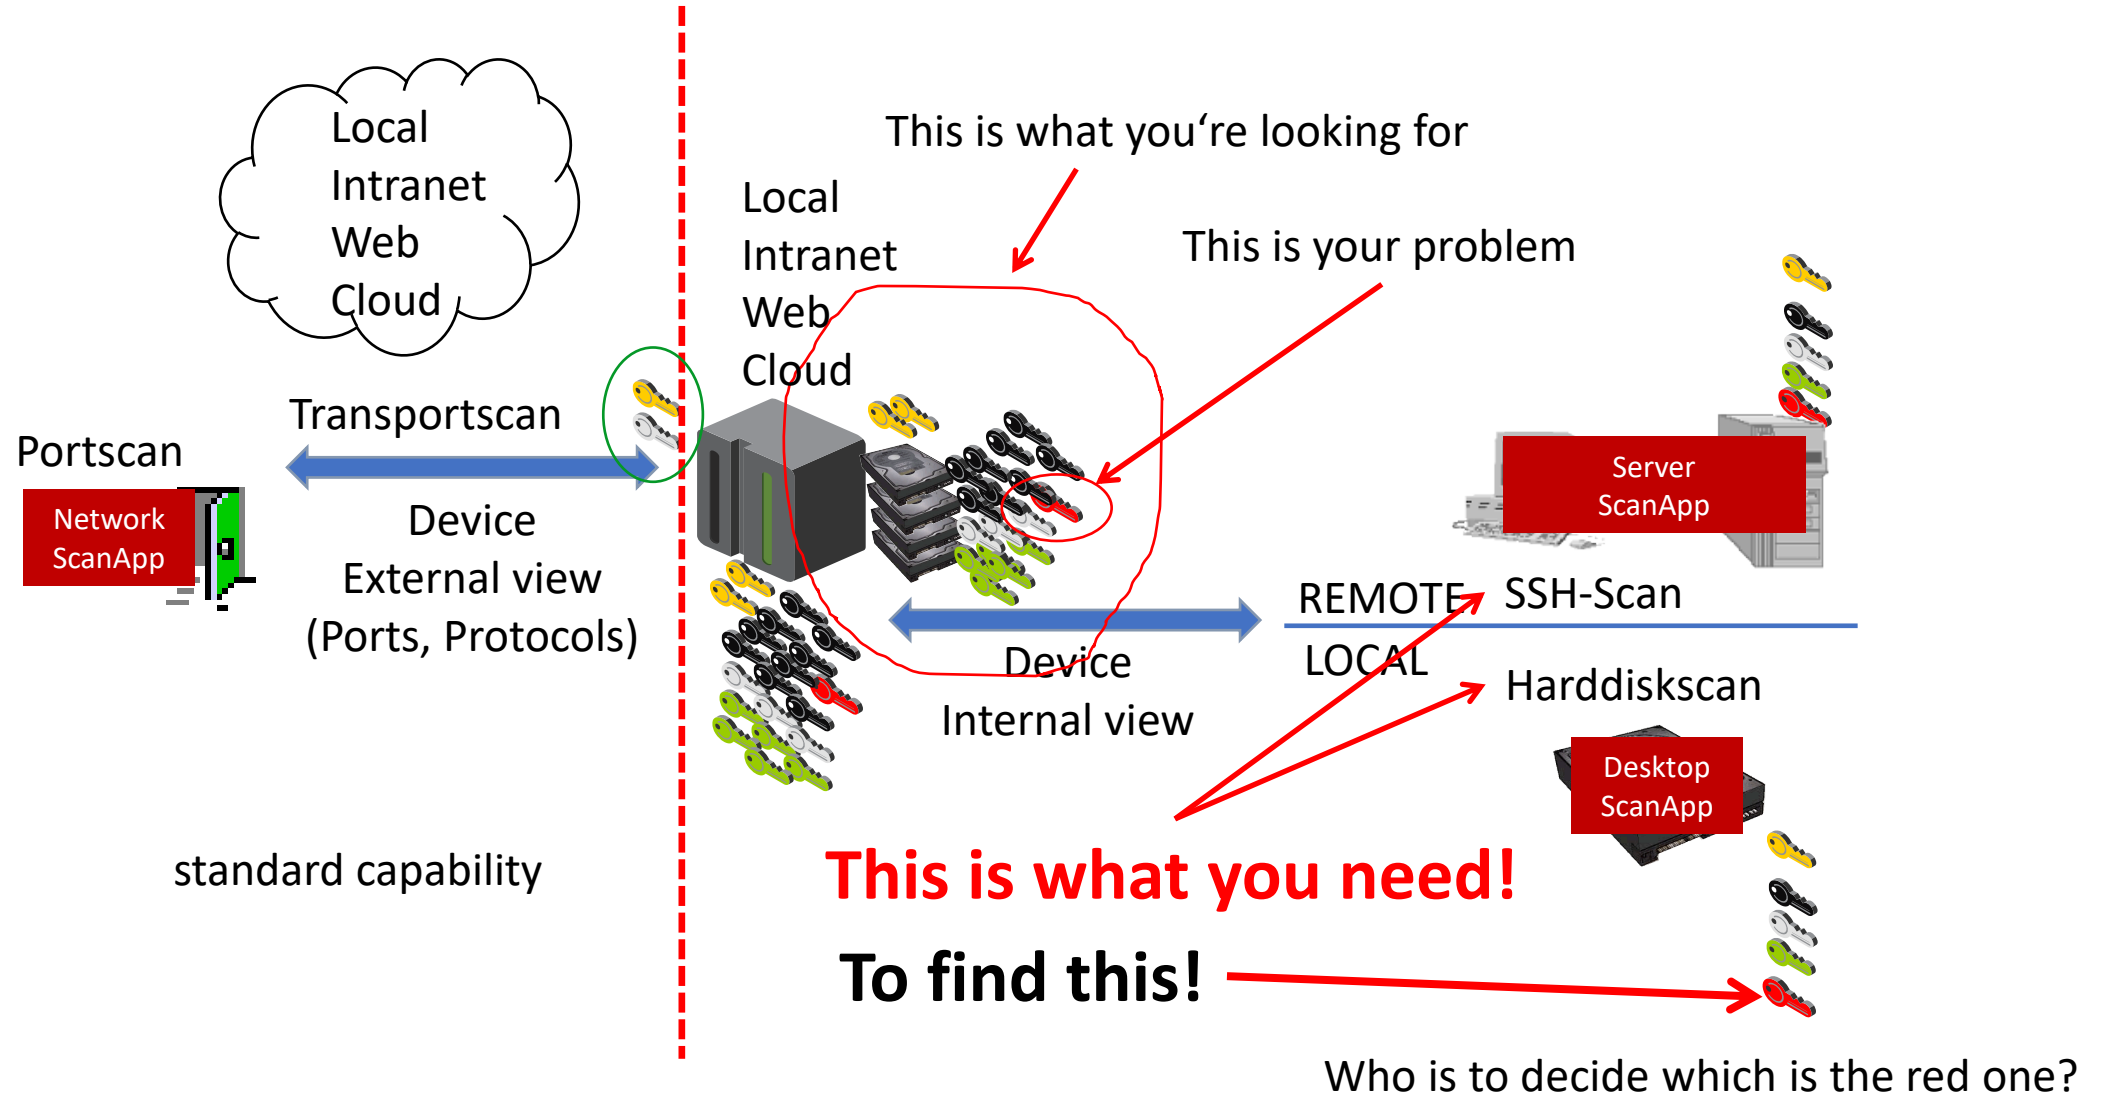 Local
Intranet
Web
Cloud
Transportscan
Portscan
Network
ScanApp
Device
External view
(Ports, Protocols)
standard capability
This is what you‘re looking for
Local
Intranet
Web
Cloud
This is your problem
Server
ScanApp
REMOTE
SSH-Scan
LOCAL
Harddiskscan
Device
Internal view
Desktop
ScanApp
This is what you need!
To find this!
Who is to decide which is the red one?